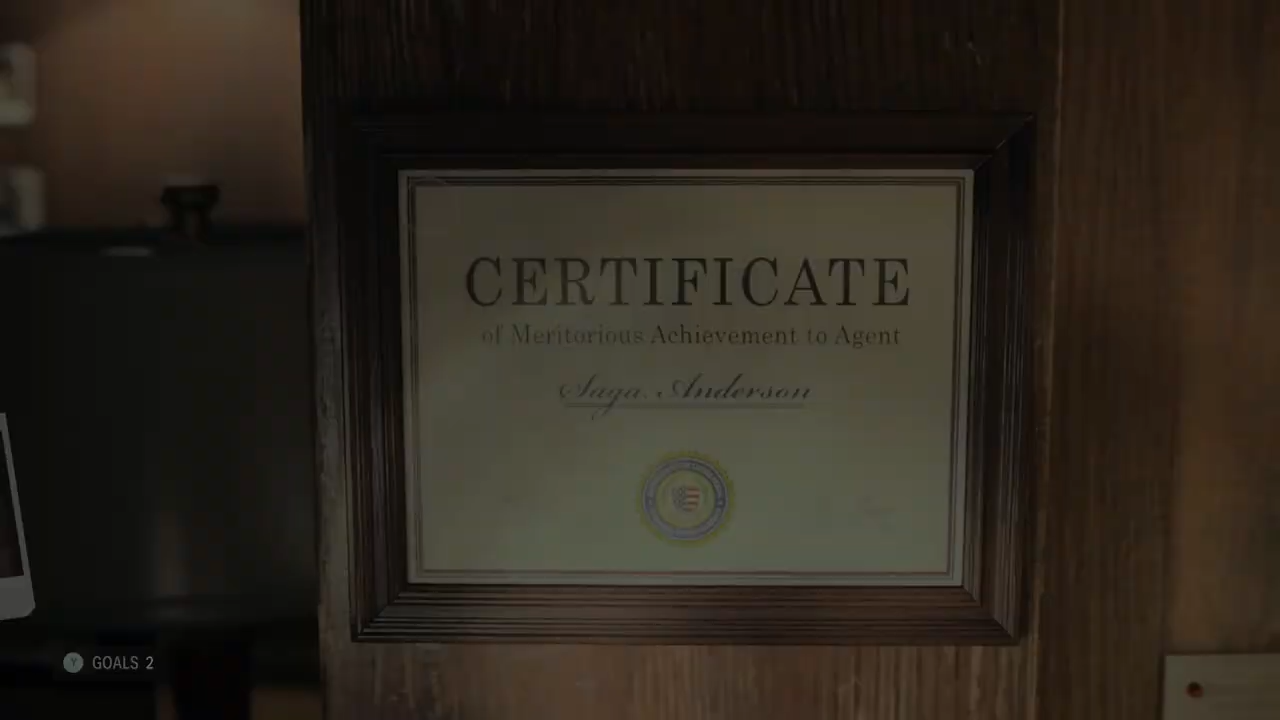 CERTIFICATE
of Meritorious Achievement to Agent
Saga Anderson
Y GOALS 2